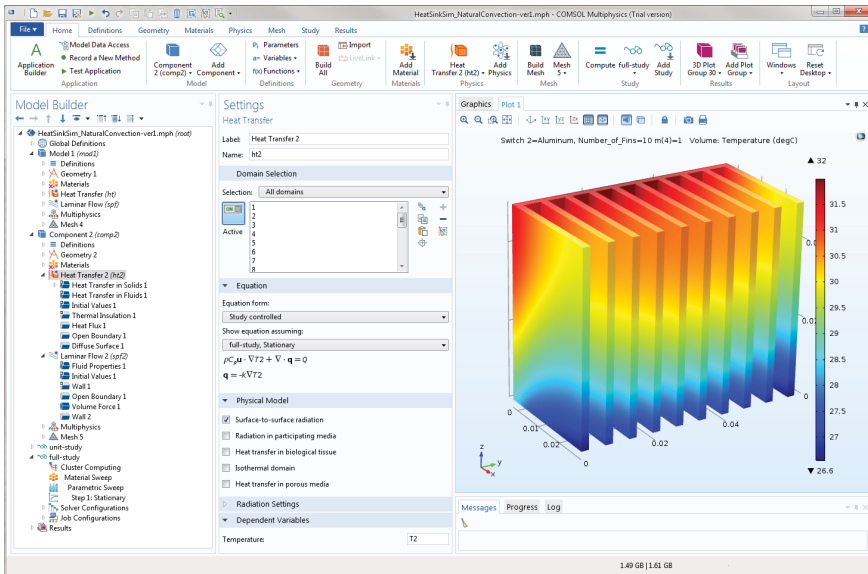 HeatSinkSim_NaturalConvection-ver1.mph - COMSOL Multiphysics (Trial version)
File Home Definitions Geometry Materials Physics Mesh Study Results
Application Builder
Model Data Access
Record a New Method
Test Application
Application
Component 2 (comp2)
Add Component
Model
Pi Parameters
a= Variables
f(x) Functions
Definitions
Build All
Import
LiveLink
Geometry
Add Material
Materials
Heat Transfer 2 (ht2)
Add Physics
Physics
Build Mesh
Mesh 5
Mesh
Compute
full-study
Add Study
Study
3D Plot Group 30
Add Plot Group
Results
Windows
Reset Desktop
Layout
Model Builder
HeatSinkSim_NaturalConvection-ver1.mph (root)
Global Definitions
Model 1 (mod1)
Definitions
Geometry 1
Materials
Heat Transfer (ht)
Laminar Flow (spf)
Multiphysics
Mesh 4
Component 2 (comp2)
Definitions
Geometry 2
Materials
Heat Transfer 2 (ht2)
Heat Transfer in Solids 1
Heat Transfer in Fluids 1
Initial Values 1
Thermal Insulation 1
Heat Flux 1
Open Boundary 1
Diffuse Surface 1
Laminar Flow 2 (spf2)
Fluid Properties 1
Initial Values 1
Wall 1
Open Boundary 1
Volume Force 1
Wall 2
Multiphysics
Mesh 5
unit-study
full-study
Cluster Computing
Material Sweep
Parametric Sweep
Step 1: Stationary
Solver Configurations
Job Configurations
Results
Settings
Heat Transfer
Label: Heat Transfer 2
Name: ht2
Domain Selection
Selection: All domains
ON
Active
1
2
3
4
5
6
7
8
Equation
Equation form:
Study controlled
Show equation assuming:
full-study, Stationary
ρCₚu · ∇T2 + ∇ · q = Q
q = -k∇T2
Physical Model
Surface-to-surface radiation
Radiation in participating media
Heat transfer in biological tissue
Isothermal domain
Heat transfer in porous media
Radiation Settings
Dependent Variables
Temperature: T2
Graphics Plot 1
Switch 2=Aluminum, Number_of_Fins=10 m(4)=1 Volume: Temperature (degC)
▲ 32
31.5
31
30.5
30
29.5
29
28.5
28
27.5
27
▼ 26.6
0.02
0
0
0.01
0.02
0
0.02
0.04
z
y
x
Messages Progress Log
1.49 GB | 1.61 GB